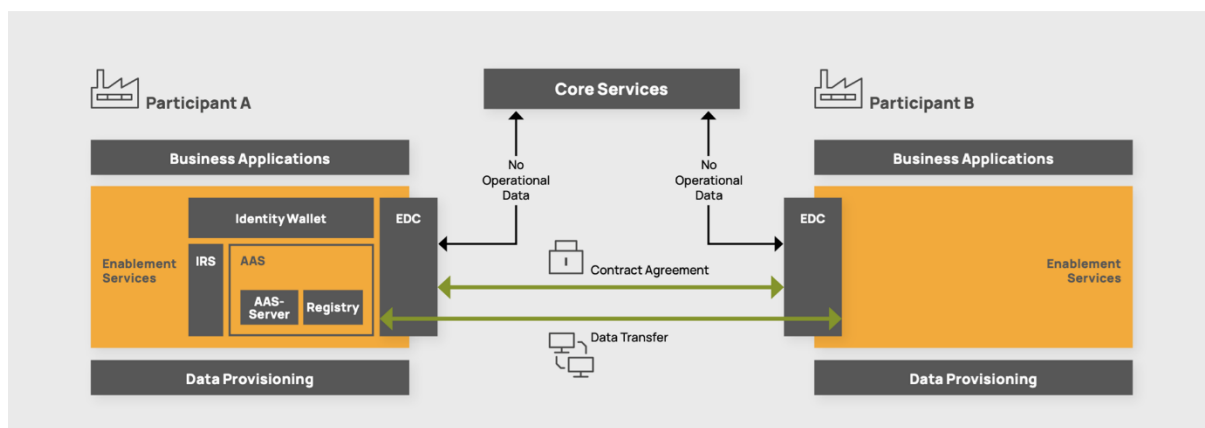 Core Services
Participant A
Participant B
Business Applications
Business Applications
No
Operational
Data
No
Operational
Data
Identity Wallet
EDC
EDC
Enablement
Services
IRS
AAS
AAS-
Server
Registry
Contract Agreement
Enablement
Services
Data Transfer
Data Provisioning
Data Provisioning